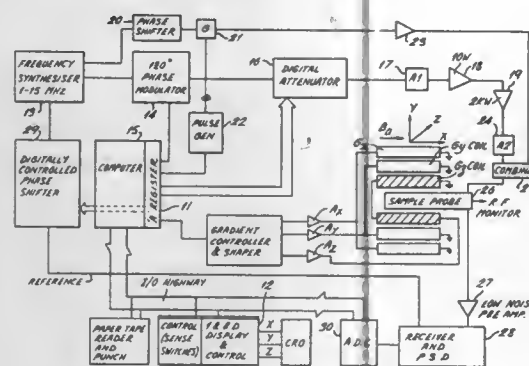 20
PHASE
SHIFTER
G
21
23
FREQUENCY
SYNTHESISER
1-15 MHZ
13
180°
PHASE
MODULATOR
14
16
DIGITAL
ATTENUATOR
17
A1
10W
18
19
2KW
24
A2
COMBINER
29
DIGITALLY
CONTROLLED
PHASE
SHIFTER
15
COMPUTER
'A' REGISTER
11
PULSE
GEN
22
B0
Y
Z
X
Gy COIL
Gz COIL
26
SAMPLE PROBE
R.F
MONITOR
GRADIENT
CONTROLLER
& SHAPER
AX
AY
AZ
REFERENCE
I/O HIGHWAY
27
LOW NOISE
PRE AMP.
PAPER TAPE
READER
AND
PUNCH
12
CONTROL
(SENSE
SWITCHES)
DISPLAY
&
CONTROL
X
Y
Z
CRO
30
A.D.C
RECEIVER
AND
P.S.D
28